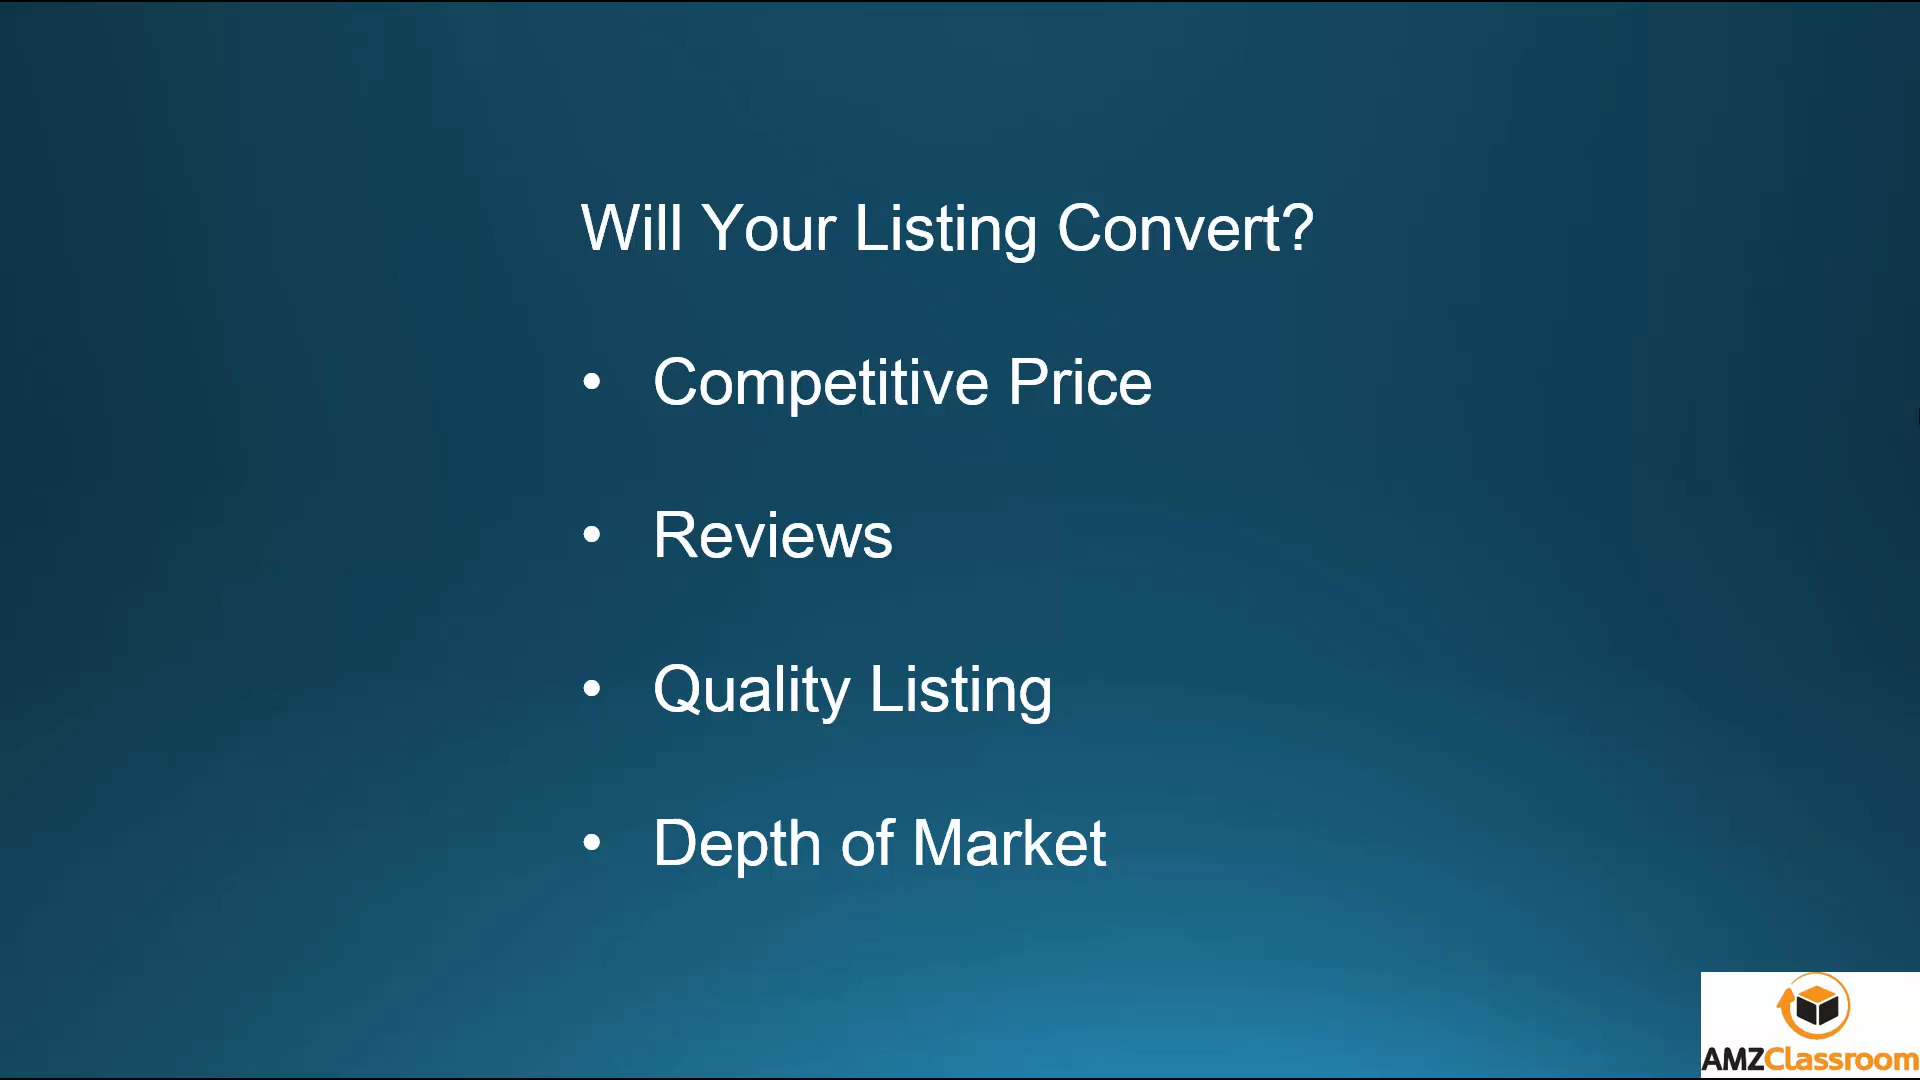 Will Your Listing Convert?
• Competitive Price
• Reviews
• Quality Listing
• Depth of Market
AMZClassroom